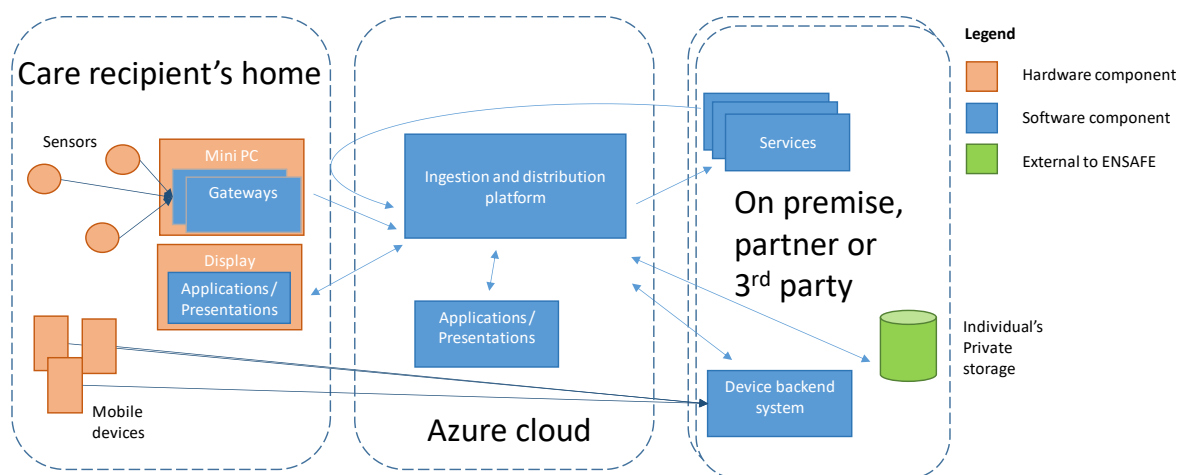 Care recipient's home
Sensors
Mini PC
Gateways
Display
Applications/
Presentations
Mobile
devices
Ingestion and distribution
platform
Applications/
Presentations
Azure cloud
Services
On premise,
partner or
3rd party
Device backend
system
Individual's
Private
storage
Legend
Hardware component
Software component
External to ENSAFE